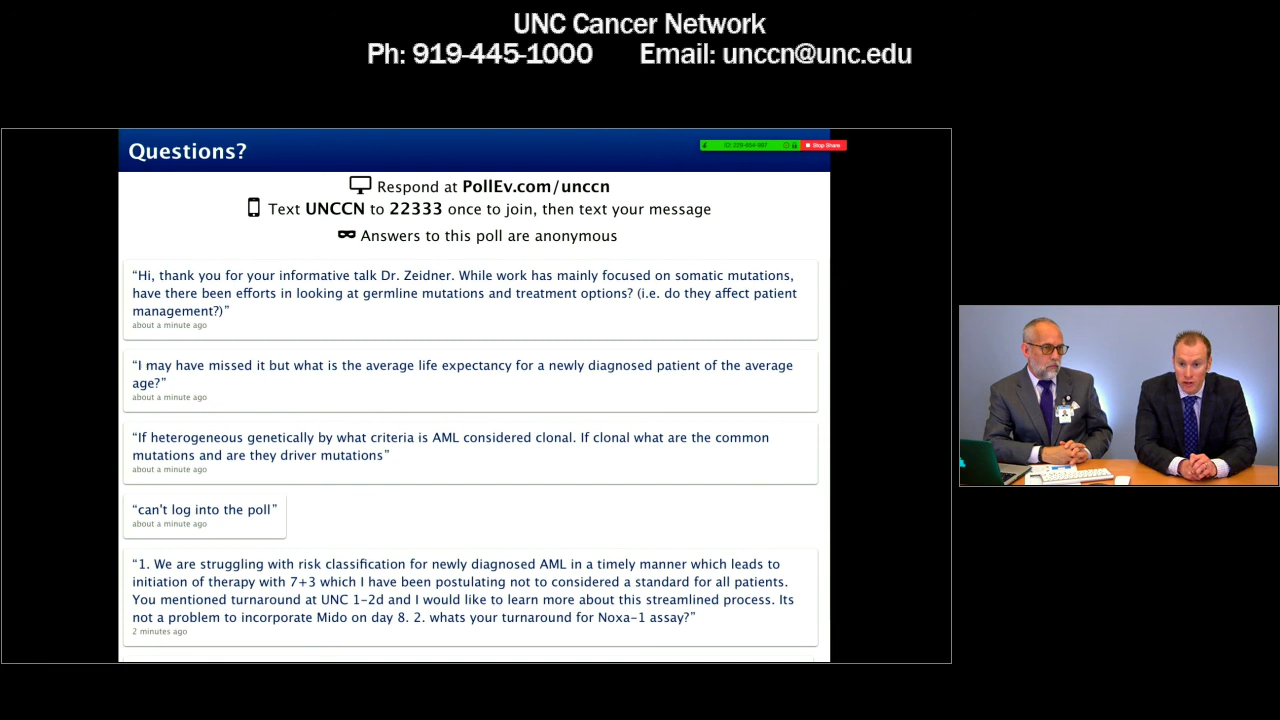 UNC Cancer Network
Ph: 919-445-1000 Email: unccn@unc.edu
Questions?
Stop Share
Respond at PollEv.com/unccn
Text UNCCN to 22333 once to join, then text your message
Answers to this poll are anonymous
“Hi, thank you for your informative talk Dr. Zeidner. While work has mainly focused on somatic mutations,
have there been efforts in looking at germline mutations and treatment options? (i.e. do they affect patient
management?)”
about a minute ago
“I may have missed it but what is the average life expectancy for a newly diagnosed patient of the average
age?”
about a minute ago
“If heterogeneous genetically by what criteria is AML considered clonal. If clonal what are the common
mutations and are they driver mutations”
about a minute ago
“can't log into the poll”
about a minute ago
“1. We are struggling with risk classification for newly diagnosed AML in a timely manner which leads to
initiation of therapy with 7+3 which I have been postulating not to considered a standard for all patients.
You mentioned turnaround at UNC 1-2d and I would like to learn more about this streamlined process. Its
not a problem to incorporate Mido on day 8. 2. whats your turnaround for Noxa-1 assay?”
2 minutes ago